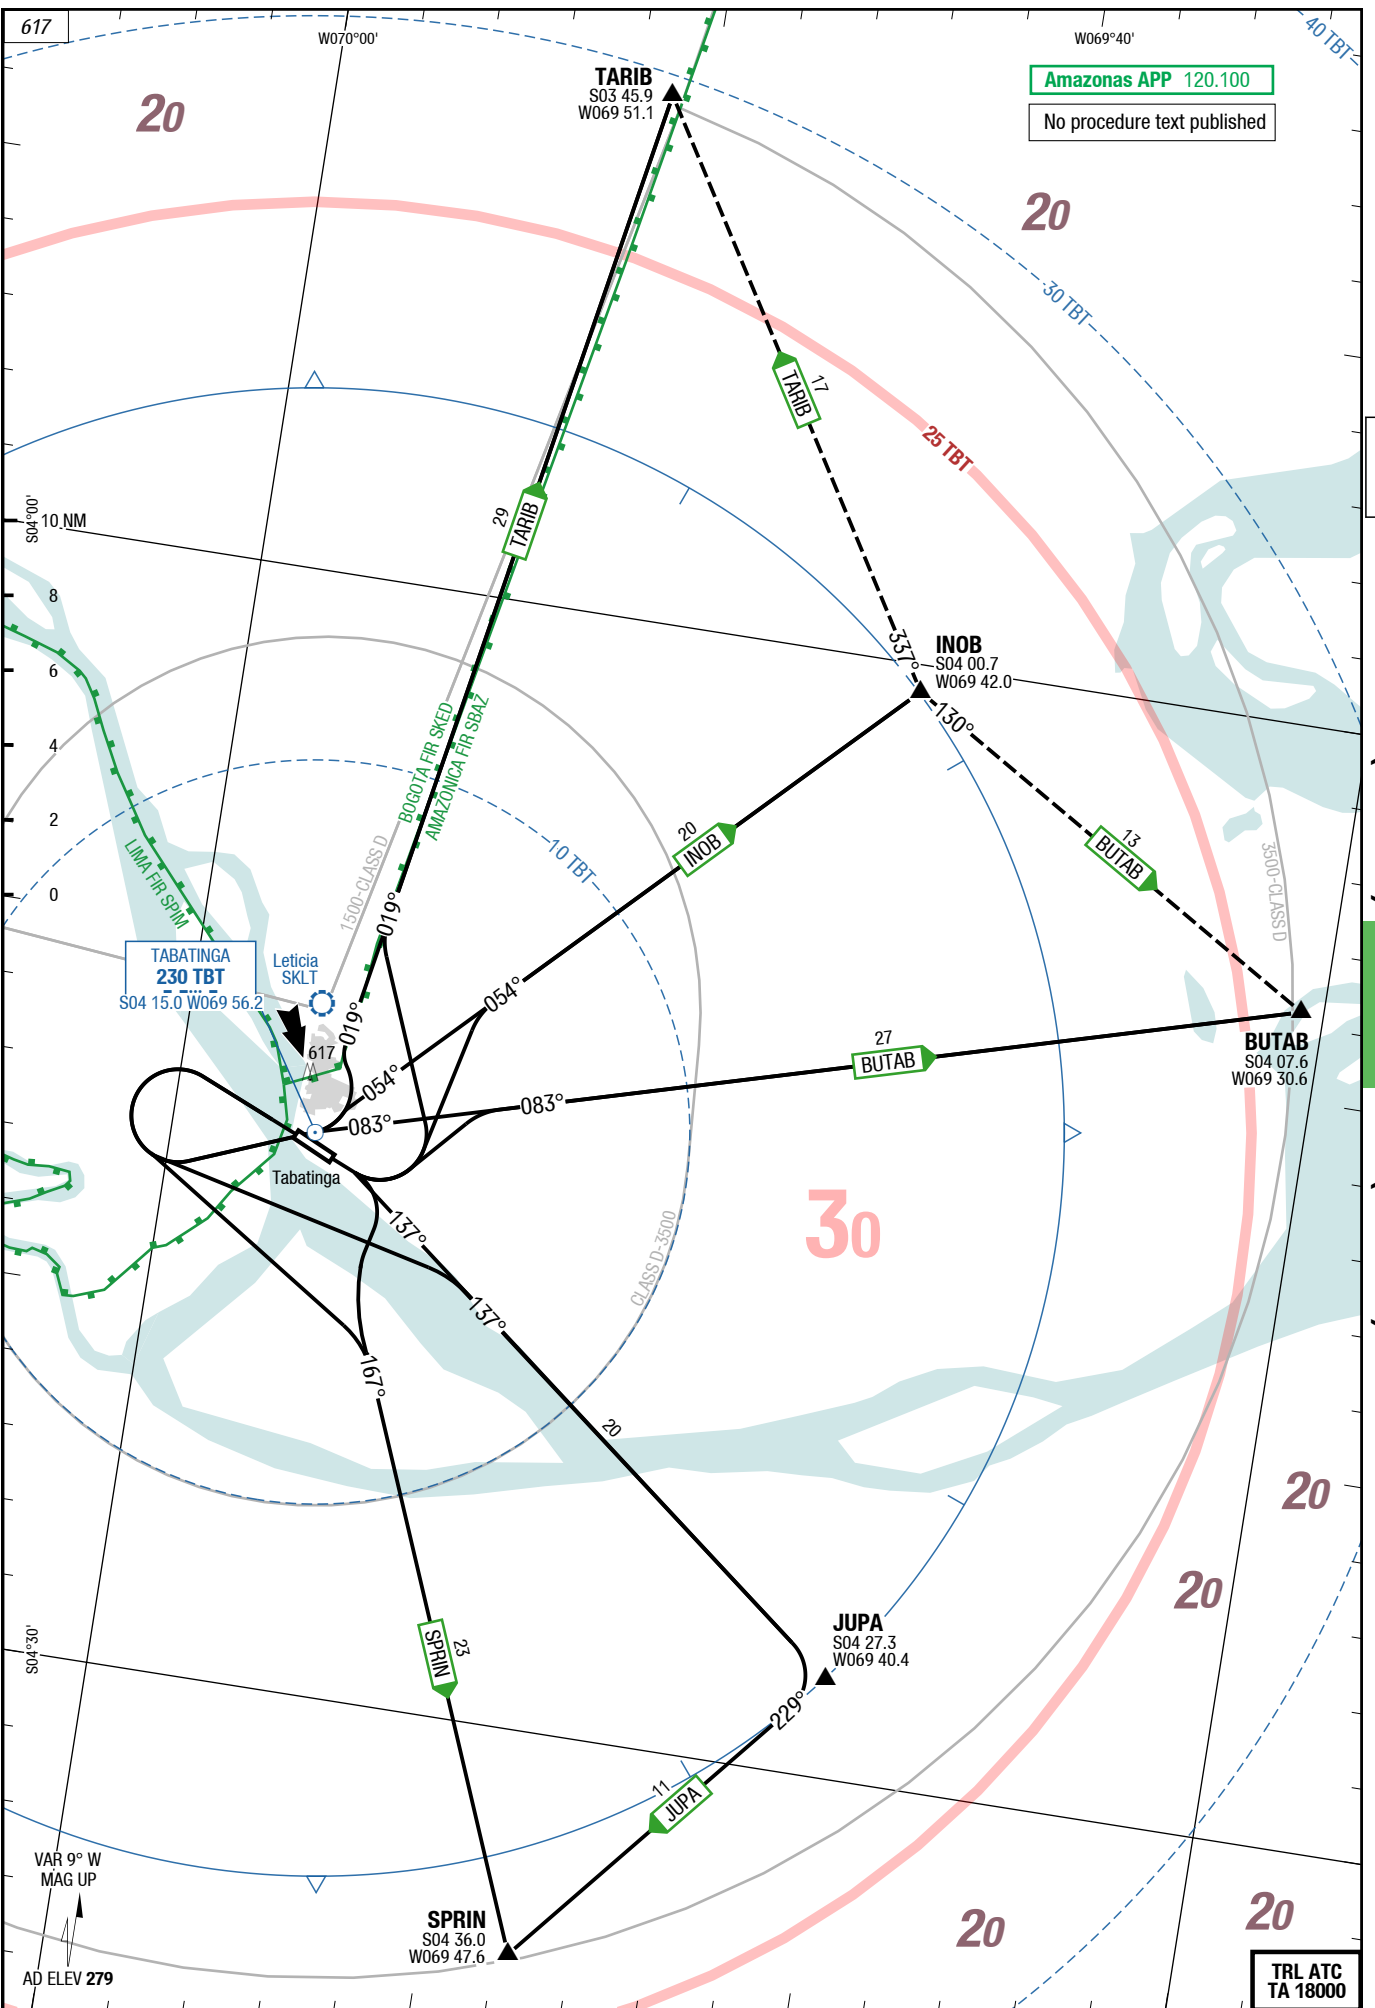 617
W070°00'
W069°40'
40 TBT
TARIB
S03 45.9
W069 51.1
Amazonas APP 120.100
No procedure text published
20
20
30 TBT
17
TARIB
25 TBT
29
TARIB
S04°00'
10 NM
8
6
4
2
0
337°
INOB
S04 00.7
W069 42.0
130°
BOGOTA FIR SKED
AMAZONICA FIR SBAZ
LIMA FIR SPIM
1500-CLASS D
10 TBT
20
INOB
13
BUTAB
3500-CLASS D
019°
TABATINGA
230 TBT
S04 15.0 W069 56.2
Leticia
SKLT
019°
054°
617
054°
27
BUTAB
BUTAB
S04 07.6
W069 30.6
083°
083°
Tabatinga
137°
30
CLASS D-3500
137°
167°
20
20
20
S04°30'
23
SPRIN
JUPA
S04 27.3
W069 40.4
229°
11
JUPA
VAR 9° W
MAG UP
SPRIN
S04 36.0
W069 47.6
20
20
AD ELEV 279
TRL ATC
TA 18000